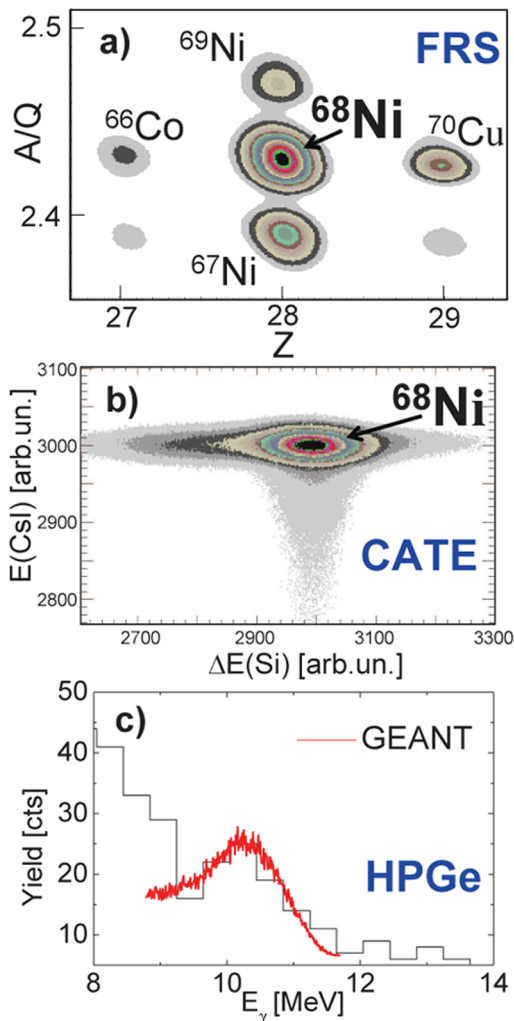 a)
FRS
2.5
2.4
A/Q
⁶⁹Ni
⁶⁶Co
⁶⁸Ni
⁷⁰Cu
⁶⁷Ni
27
28
29
Z
b)
⁶⁸Ni
CATE
3100
3000
2900
2800
E(CsI) [arb.un.]
2700
2900
3100
3300
ΔE(Si) [arb.un.]
c)
GEANT
HPGe
50
40
30
20
10
Yield [cts]
8
10
12
14
Eᵧ [MeV]